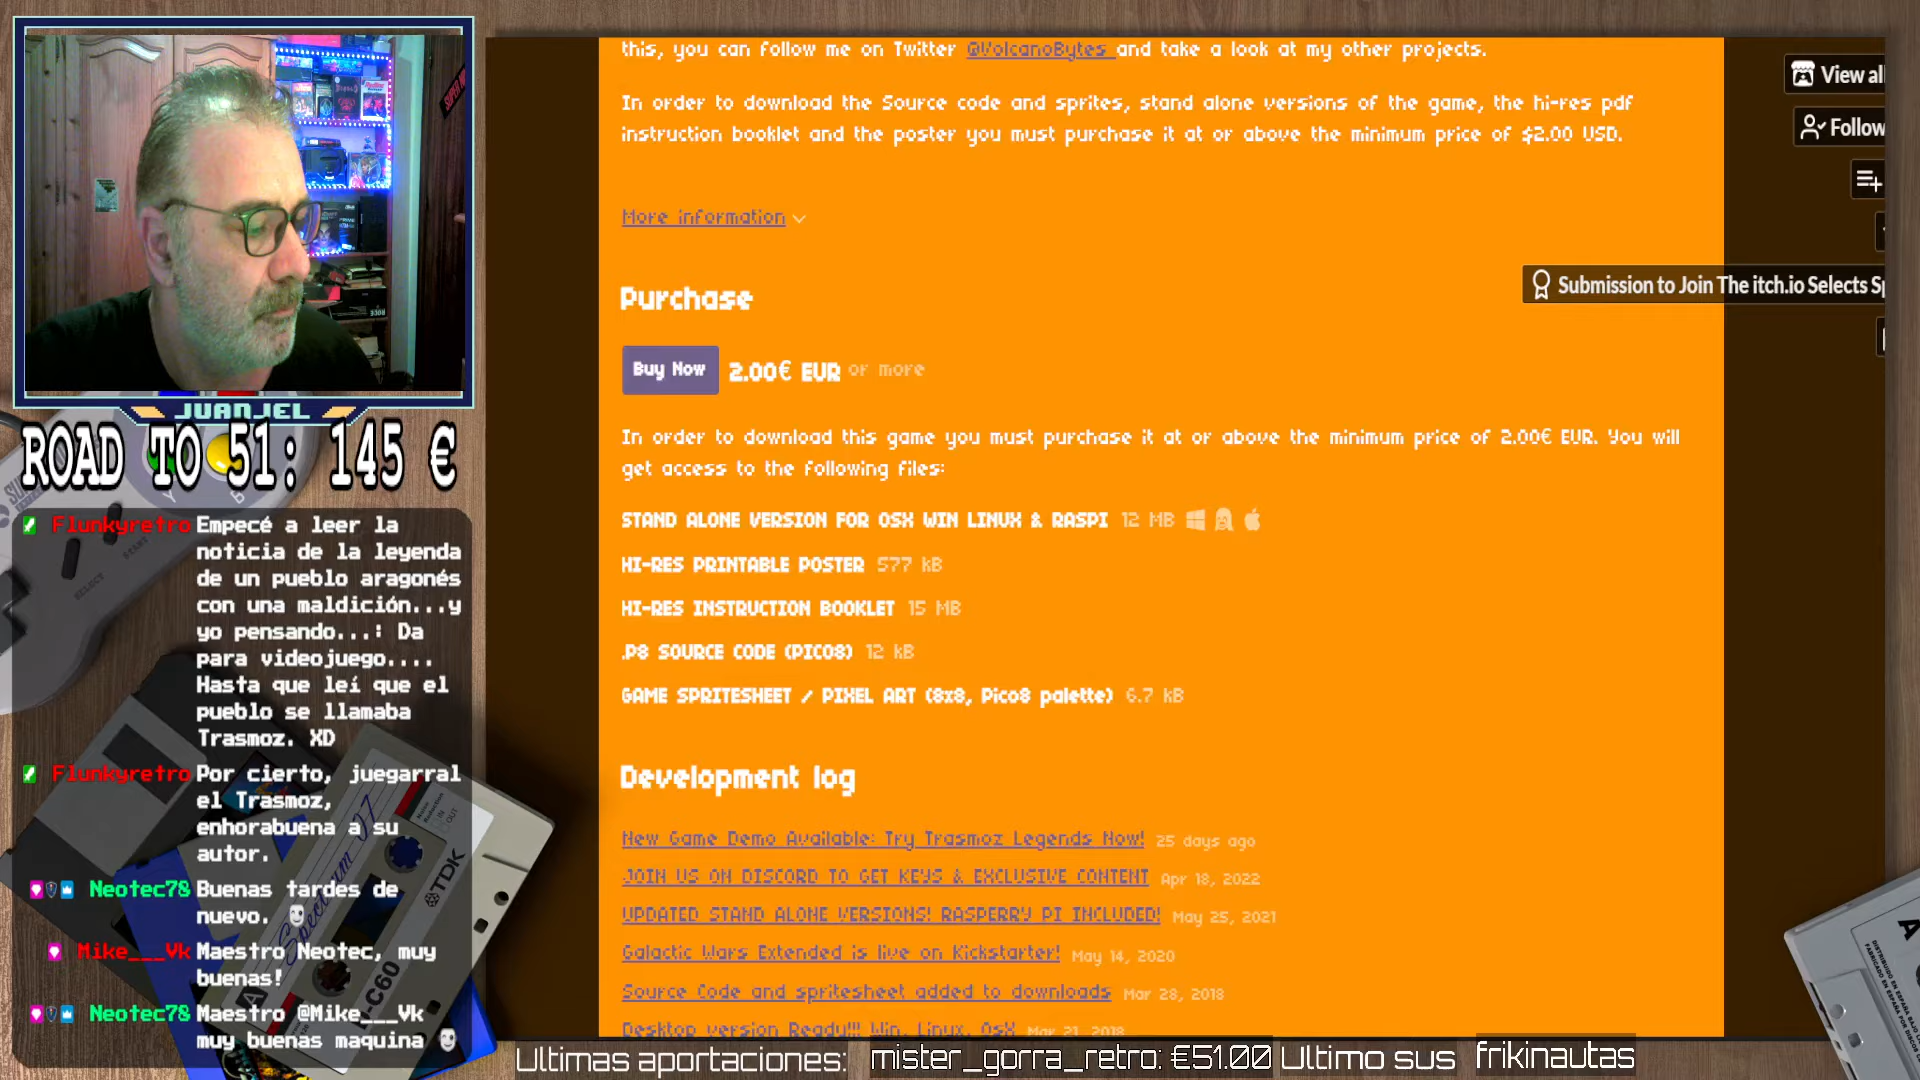 this, you can follow me on Twitter @VolcanoBytes and take a look at my other projects.
In order to download the Source code and sprites, stand alone versions of the game, the hi-res pdf
instruction booklet and the poster you must purchase it at or above the minimum price of $2.00 USD.
More information
Purchase
Buy Now 2.00€ EUR or more
In order to download this game you must purchase it at or above the minimum price of 2.00€ EUR. You will
get access to the following files:
STAND ALONE VERSION FOR OSX WIN LINUX & RASPI 12 MB
HI-RES PRINTABLE POSTER 577 kB
HI-RES INSTRUCTION BOOKLET 15 MB
.P8 SOURCE CODE (PICO8) 12 kB
GAME SPRITESHEET / PIXEL ART (8x8, Pico8 palette) 6.7 kB
Development log
New Game Demo Available: Try Trasmoz Legends Now! 25 days ago
JOIN US ON DISCORD TO GET KEYS & EXCLUSIVE CONTENT Apr 18, 2022
UPDATED STAND ALONE VERSIONS! RASPERRY PI INCLUDED! May 25, 2021
Galactic Wars Extended is live on Kickstarter! May 14, 2020
Source Code and spritesheet added to downloads Mar 28, 2018
Desktop version Ready!!! Win, Linux, OsX Mar 21, 2018
View all
Follow
Submission to Join The itch.io Selects Sp
JUANJEL
ROAD TO 51: 145 €
Flunkyretro Empecé a leer la
noticia de la leyenda
de un pueblo aragonés
con una maldición...y
yo pensando...: Da
para videojuego....
Hasta que leí que el
pueblo se llamaba
Trasmoz. XD
Flunkyretro Por cierto, juegarral
el Trasmoz,
enhorabuena a su
autor.
Neotec78 Buenas tardes de
nuevo.
Mike___Vk Maestro Neotec, muy
buenas!
Neotec78 Maestro @Mike___Vk
muy buenas maquina
START
SELECT
Spectrum
TDK
A
Ultimas aportaciones: mister_gorra_retro: €51.00 Ultimo sus frikinautas